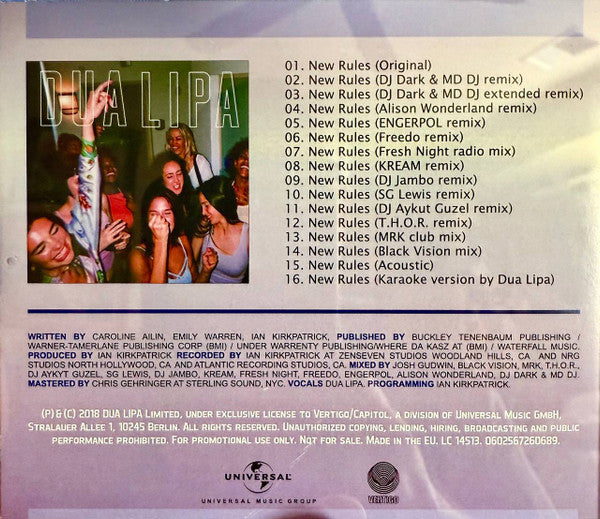 DUA LIPA
01. New Rules (Original)
02. New Rules (DJ Dark & MD DJ remix)
03. New Rules (DJ Dark & MD DJ extended remix)
04. New Rules (Alison Wonderland remix)
05. New Rules (ENGERPOL remix)
06. New Rules (Freedo remix)
07. New Rules (Fresh Night radio mix)
08. New Rules (KREAM remix)
09. New Rules (DJ Jambo remix)
10. New Rules (SG Lewis remix)
11. New Rules (DJ Aykut Guzel remix)
12. New Rules (T.H.O.R. remix)
13. New Rules (MRK club mix)
14. New Rules (Black Vision mix)
15. New Rules (Acoustic)
16. New Rules (Karaoke version by Dua Lipa)
WRITTEN BY CAROLINE AILIN, EMILY WARREN, IAN KIRKPATRICK, PUBLISHED BY BUCKLEY TENENBAUM PUBLISHING /
WARNER-TAMERLANE PUBLISHING CORP (BMI) / UNDER WARRENTY PUBLISHING/WHERE DA KASZ AT (BMI) / WATERFALL MUSIC.
PRODUCED BY IAN KIRKPATRICK RECORDED BY IAN KIRKPATRICK AT ZENSEVEN STUDIOS WOODLAND HILLS, CA AND NRG
STUDIOS NORTH HOLLYWOOD, CA AND ATLANTIC RECORDING STUDIOS, CA. MIXED BY JOSH GUDWIN, BLACK VISION, MRK, T.H.O.R.,
DJ AYKYT GUZEL, SG LEWIS, DJ JAMBO, KREAM, FRESH NIGHT, FREEDO, ENGERPOL, ALISON WONDERLAND, DJ DARK & MD DJ.
MASTERED BY CHRIS GEHRINGER AT STERLING SOUND, NYC. VOCALS DUA LIPA. PROGRAMMING IAN KIRKPATRICK.
(P) & (C) 2018 DUA LIPA LIMITED, UNDER EXCLUSIVE LICENSE TO VERTIGO/CAPITOL, A DIVISION OF UNIVERSAL MUSIC GMBH,
STRALAUER ALLEE 1, 10245 BERLIN. ALL RIGHTS RESERVED. UNAUTHORIZED COPYING, LENDING, HIRING, BROADCASTING AND PUBLIC
PERFORMANCE PROHIBITED. FOR PROMOTIONAL USE ONLY. NOT FOR SALE. MADE IN THE EU. LC 14513. 0602567260689.
UNIVERSAL
UNIVERSAL MUSIC GROUP
VERTIGO